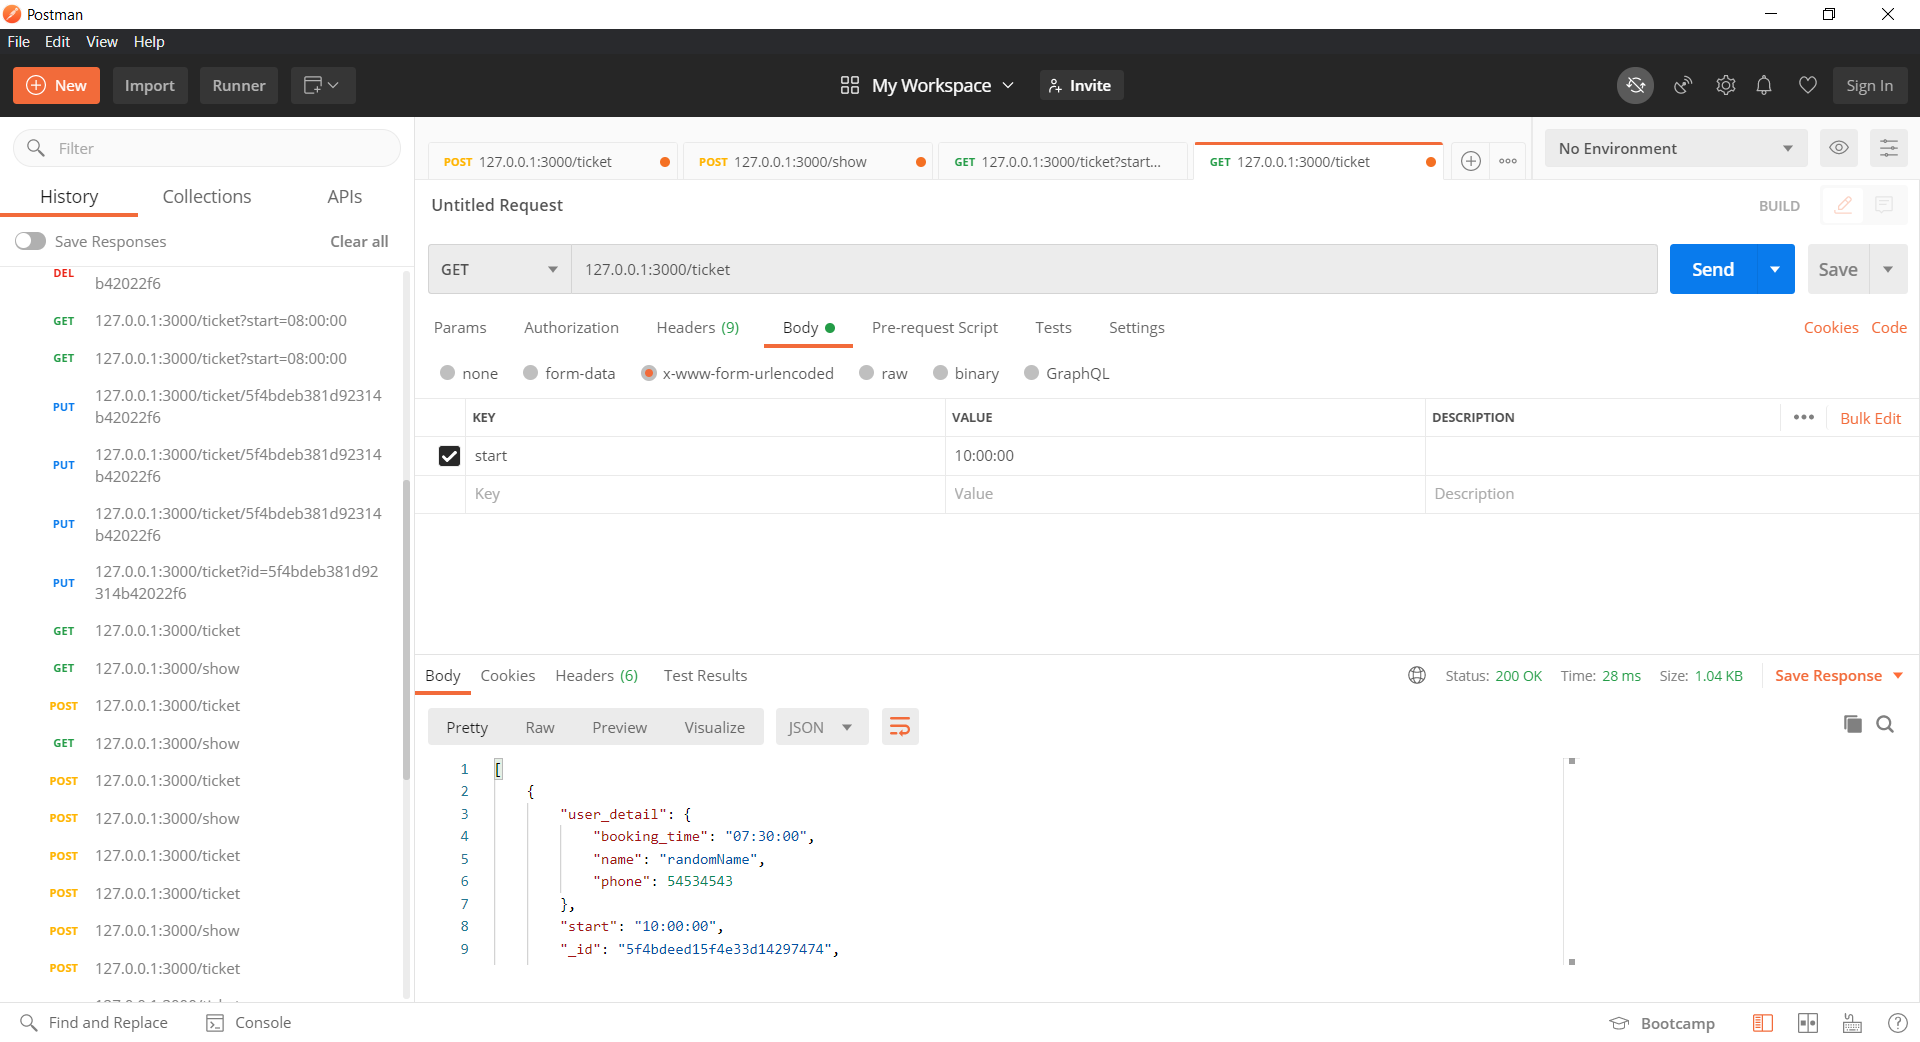 Postman
File Edit View Help
New Import Runner My Workspace Invite Sign In
Filter
History Collections APIs
Save Responses Clear all
DEL b42022f6
GET 127.0.0.1:3000/ticket?start=08:00:00
GET 127.0.0.1:3000/ticket?start=08:00:00
PUT 127.0.0.1:3000/ticket/5f4bdeb381d92314
b42022f6
PUT 127.0.0.1:3000/ticket/5f4bdeb381d92314
b42022f6
PUT 127.0.0.1:3000/ticket/5f4bdeb381d92314
b42022f6
PUT 127.0.0.1:3000/ticket?id=5f4bdeb381d92
314b42022f6
GET 127.0.0.1:3000/ticket
GET 127.0.0.1:3000/show
POST 127.0.0.1:3000/ticket
GET 127.0.0.1:3000/show
POST 127.0.0.1:3000/ticket
POST 127.0.0.1:3000/show
POST 127.0.0.1:3000/ticket
POST 127.0.0.1:3000/ticket
POST 127.0.0.1:3000/show
POST 127.0.0.1:3000/ticket
POST 127.0.0.1:3000/ticket POST 127.0.0.1:3000/show GET 127.0.0.1:3000/ticket?start... GET 127.0.0.1:3000/ticket No Environment
Untitled Request BUILD
GET 127.0.0.1:3000/ticket Send Save
Params Authorization Headers (9) Body Pre-request Script Tests Settings Cookies Code
none form-data x-www-form-urlencoded raw binary GraphQL
KEY VALUE DESCRIPTION Bulk Edit
start 10:00:00
Key Value Description
Body Cookies Headers (6) Test Results Status: 200 OK Time: 28 ms Size: 1.04 KB Save Response
Pretty Raw Preview Visualize JSON
1 [
2 {
3 "user_detail": {
4 "booking_time": "07:30:00",
5 "name": "randomName",
6 "phone": 54534543
7 },
8 "start": "10:00:00",
9 "_id": "5f4bdeed15f4e33d14297474",
Find and Replace Console Bootcamp